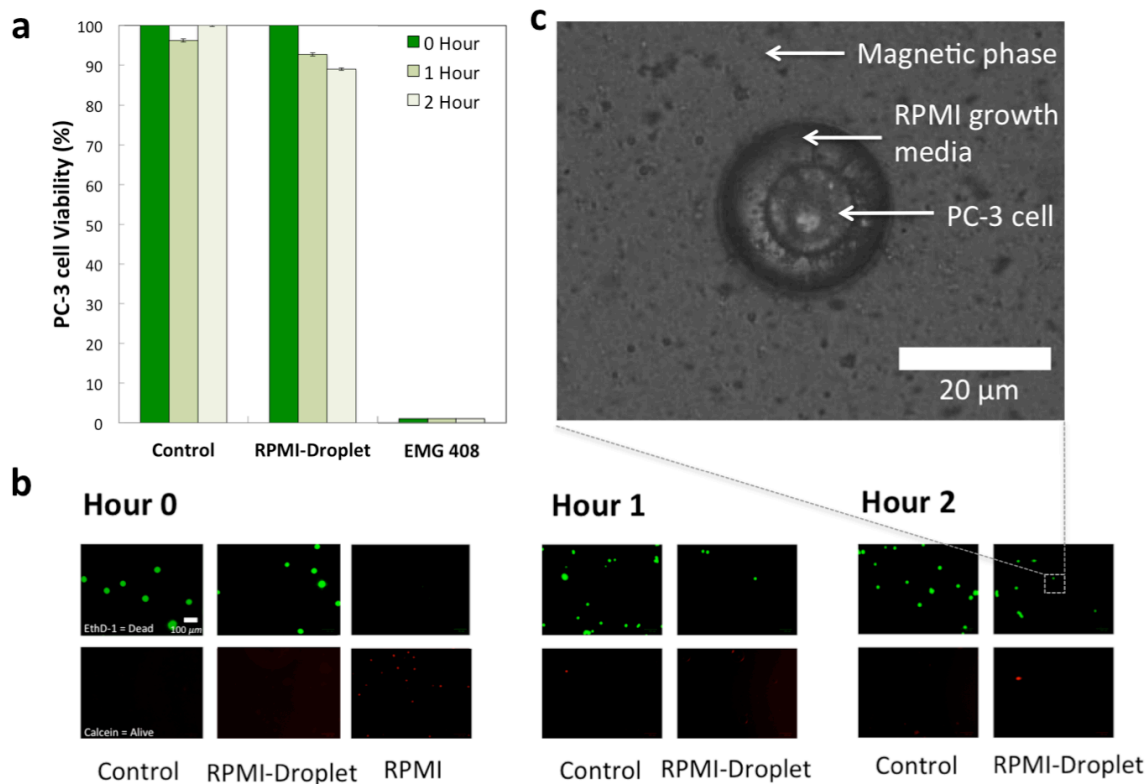 a
PC-3 cell Viability (%)
100
90
80
70
60
50
40
30
20
10
0
0 Hour
1 Hour
2 Hour
Control
RPMI-Droplet
EMG 408
c
Magnetic phase
RPMI growth
media
PC-3 cell
20 µm
b
Hour 0
Hour 1
Hour 2
EthD-1 = Dead
100 µm
Calcein = Alive
Control
RPMI-Droplet
RPMI
Control
RPMI-Droplet
Control
RPMI-Droplet